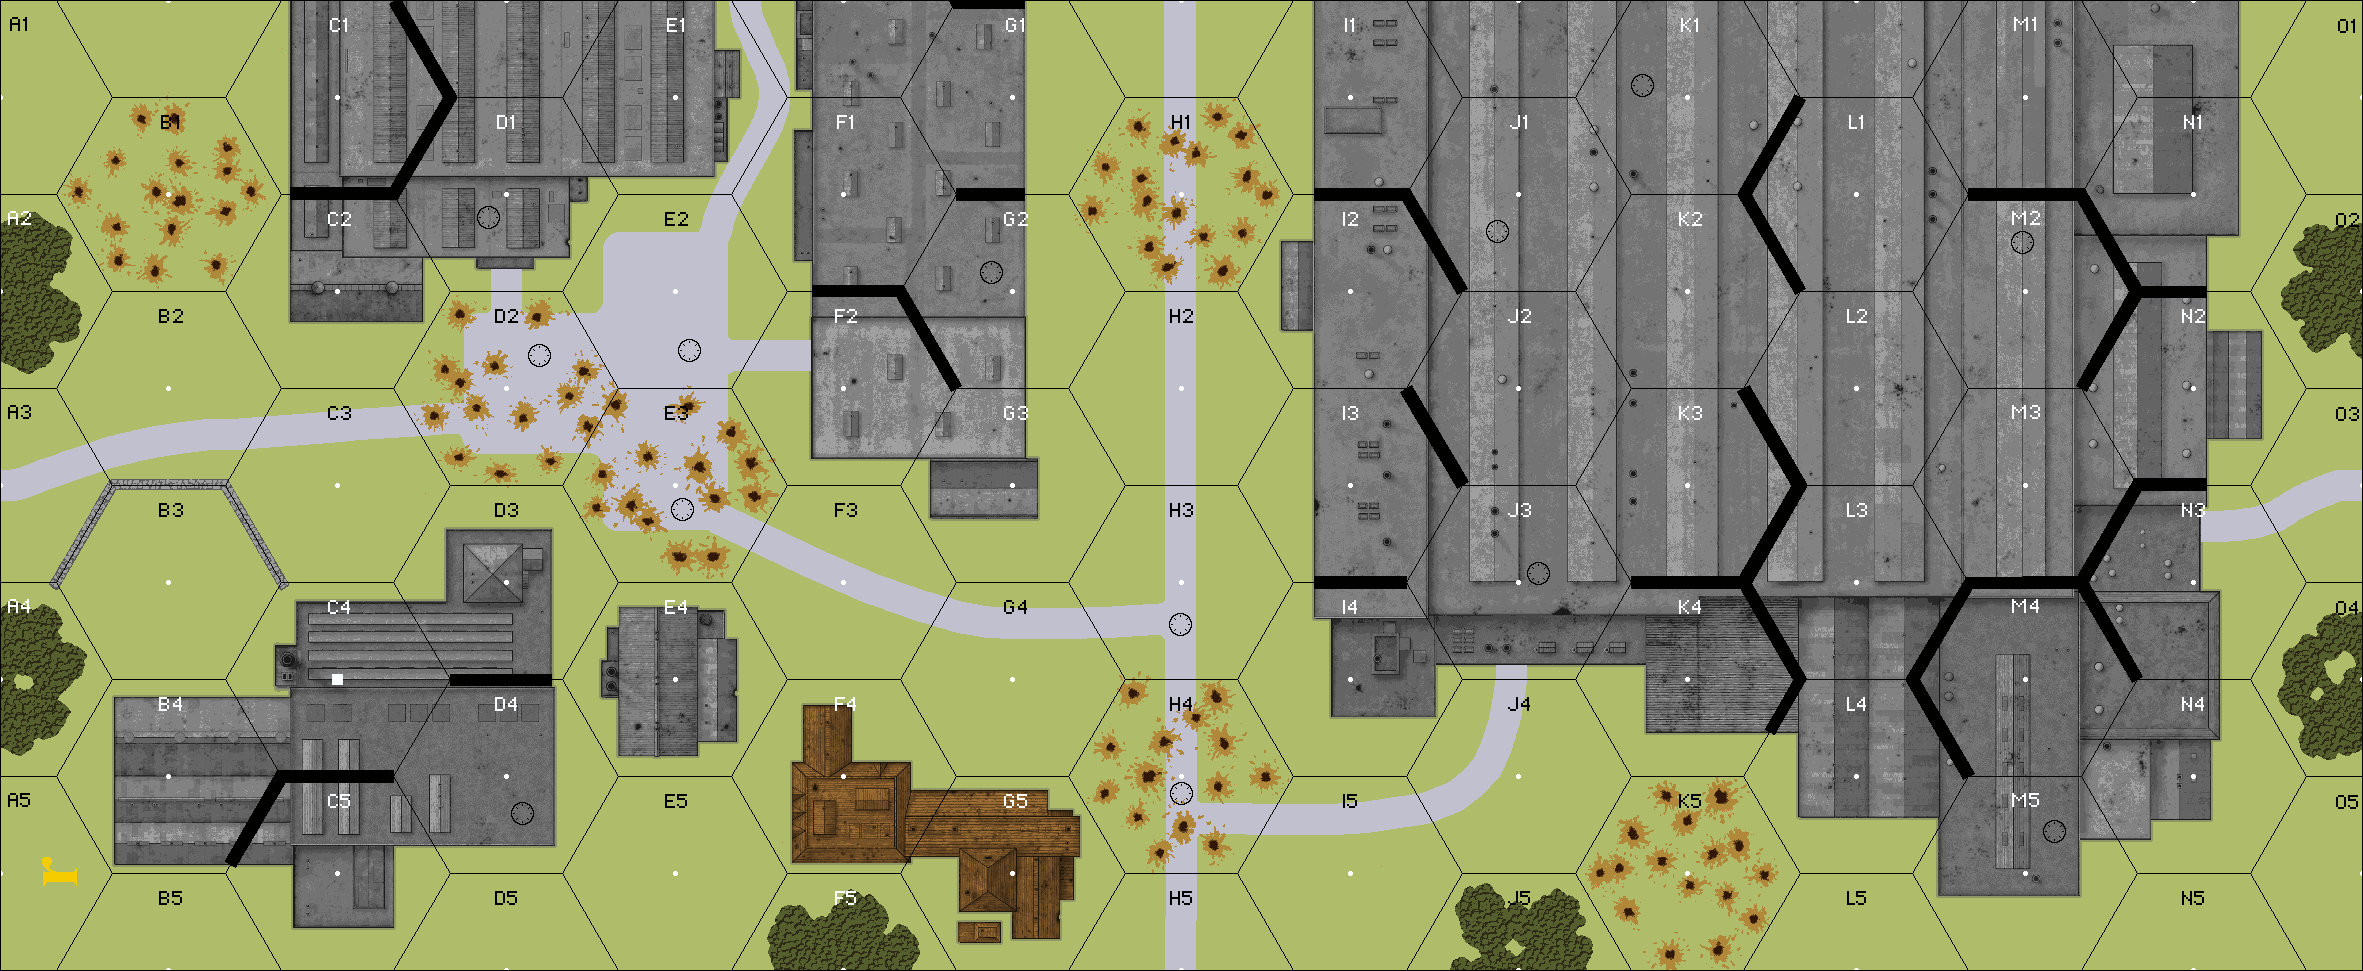 A1 C1 E1 G1 I1 K1 M1 O1
B1 D1 F1 H1 J1 L1 N1
A2 C2 E2 G2 I2 K2 M2 O2
B2 D2 F2 H2 J2 L2 N2
A3 C3 E3 G3 I3 K3 M3 O3
B3 D3 F3 H3 J3 L3 N3
A4 C4 E4 G4 I4 K4 M4 O4
B4 D4 F4 H4 J4 L4 N4
A5 C5 E5 G5 I5 K5 M5 O5
B5 D5 F5 H5 J5 L5 N5
r